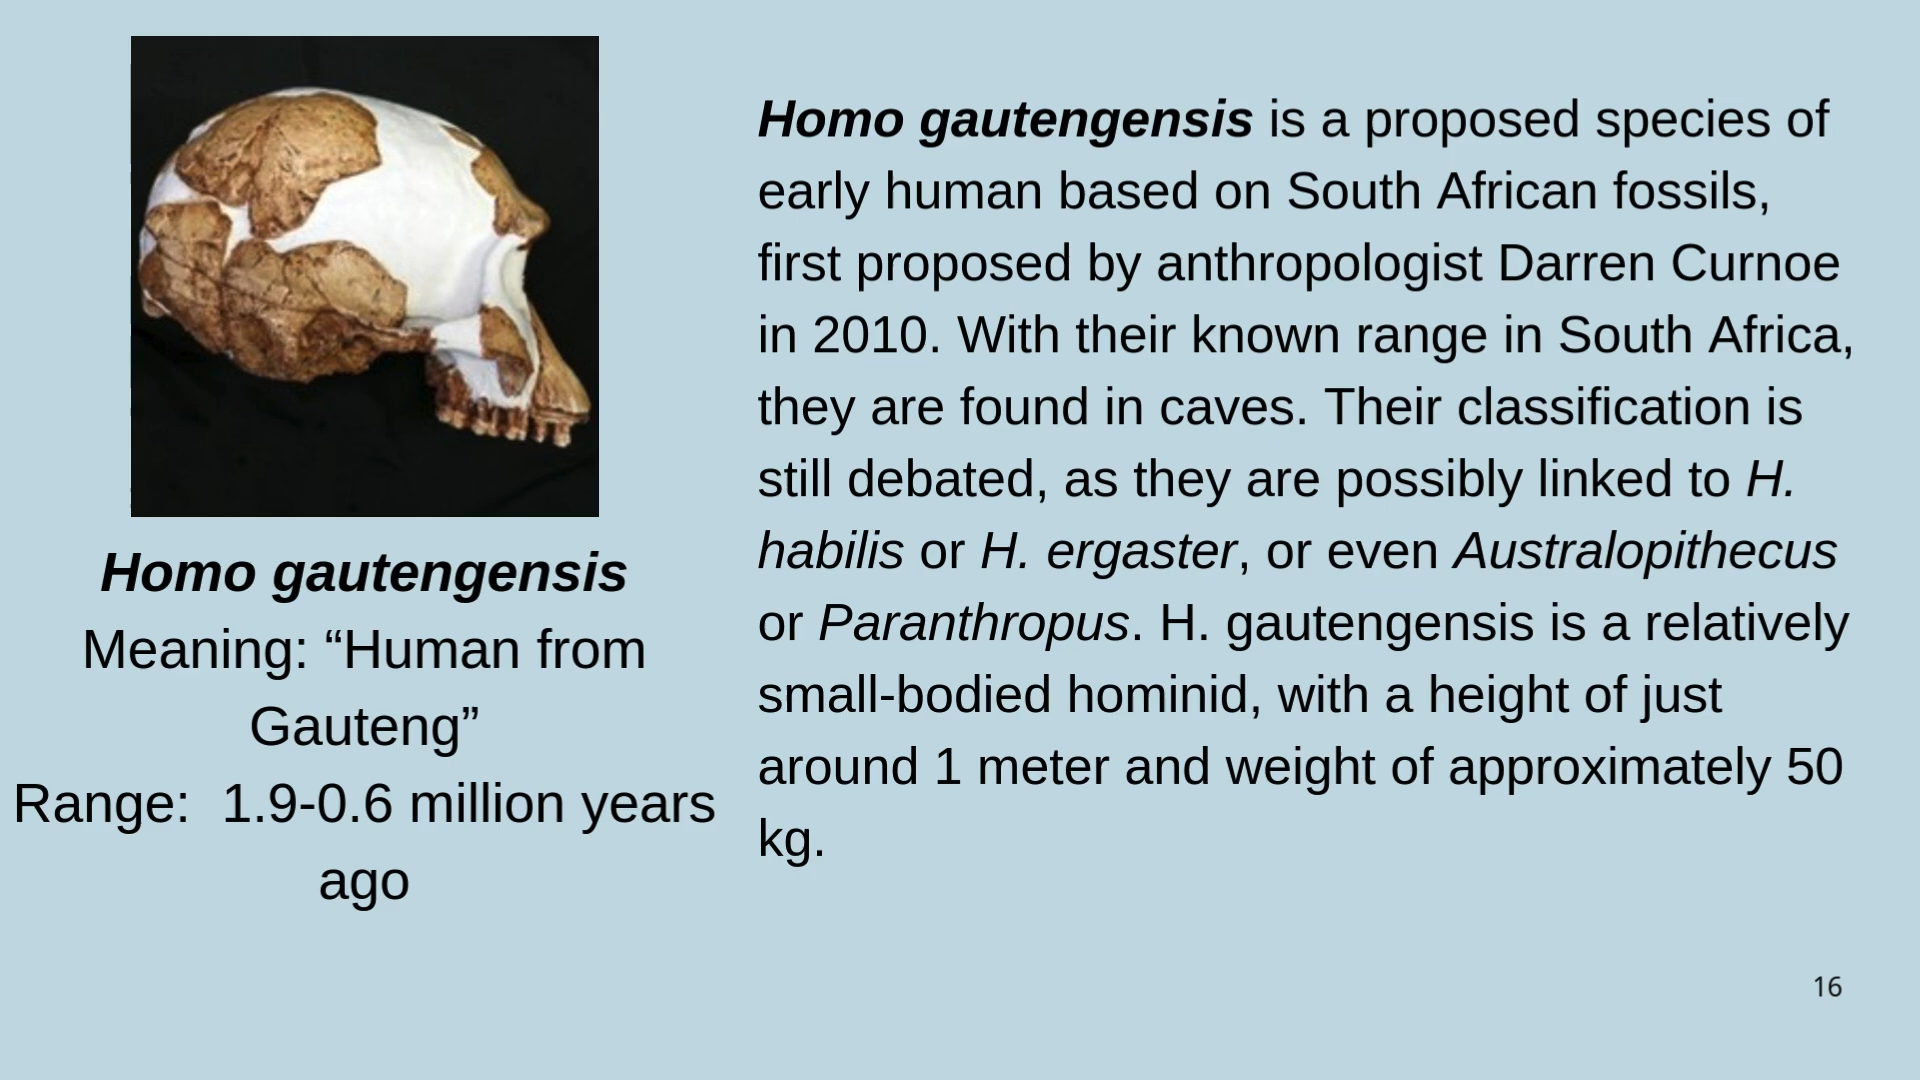 Homo gautengensis
Meaning: “Human from
Gauteng”
Range:  1.9-0.6 million years
ago
Homo gautengensis is a proposed species of
early human based on South African fossils,
first proposed by anthropologist Darren Curnoe
in 2010. With their known range in South Africa,
they are found in caves. Their classification is
still debated, as they are possibly linked to H.
habilis or H. ergaster, or even Australopithecus
or Paranthropus. H. gautengensis is a relatively
small-bodied hominid, with a height of just
around 1 meter and weight of approximately 50
kg.
16